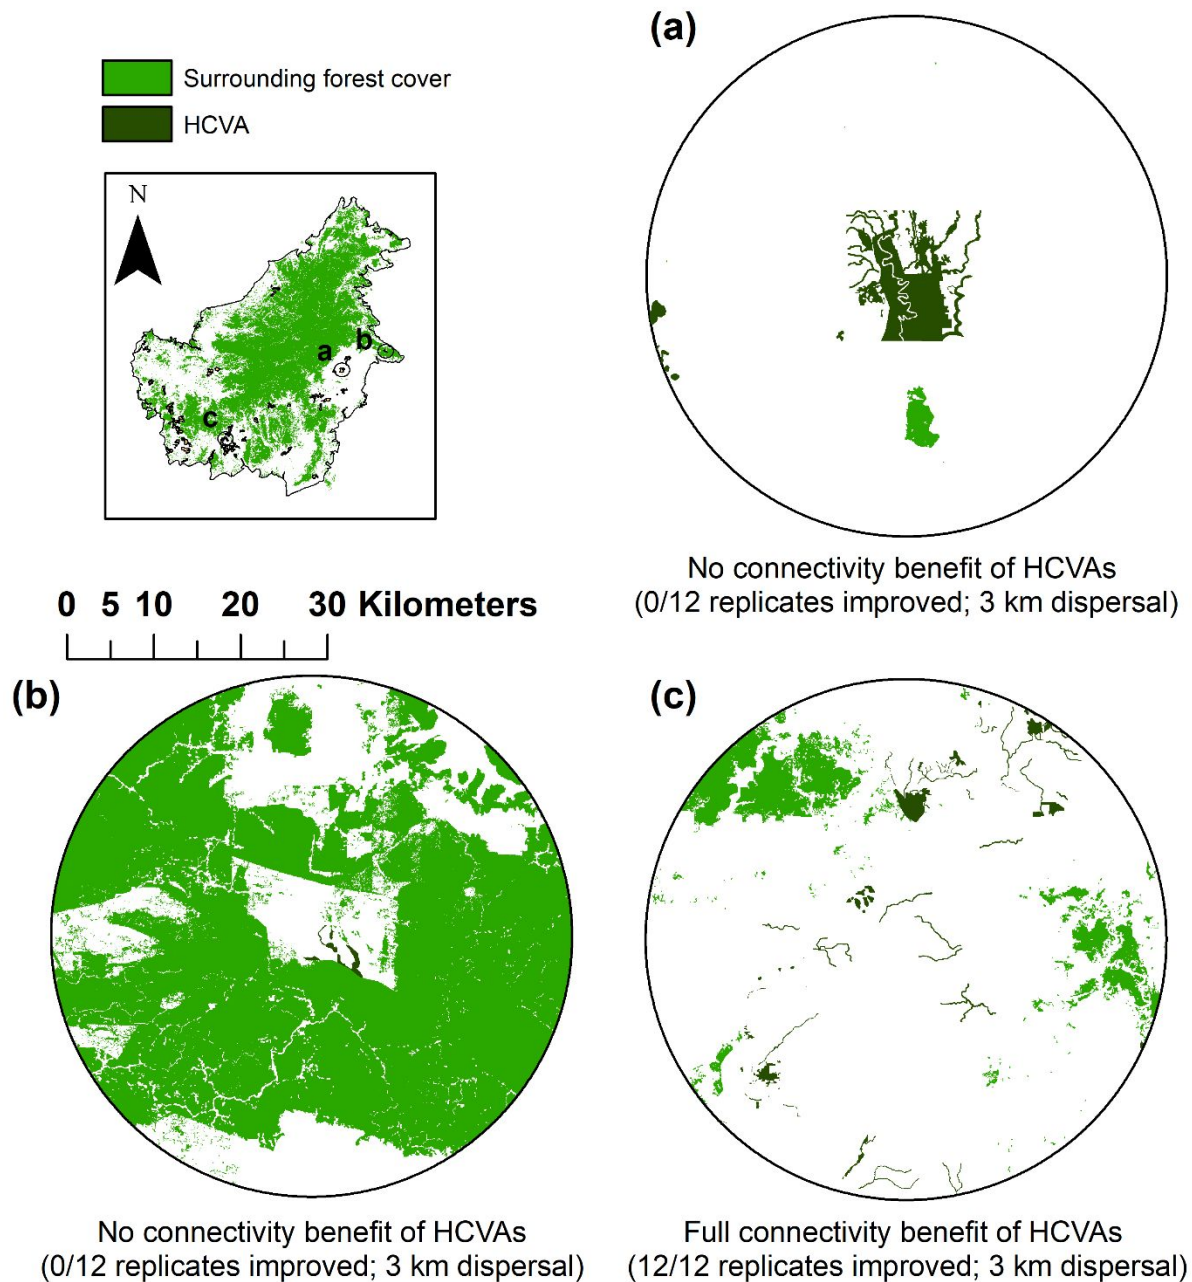 (a)
Surrounding forest cover
HCVA
N
a
b
c
No connectivity benefit of HCVAs
(0/12 replicates improved; 3 km dispersal)
0 5 10 20 30 Kilometers
(b)
(c)
No connectivity benefit of HCVAs
(0/12 replicates improved; 3 km dispersal)
Full connectivity benefit of HCVAs
(12/12 replicates improved; 3 km dispersal)